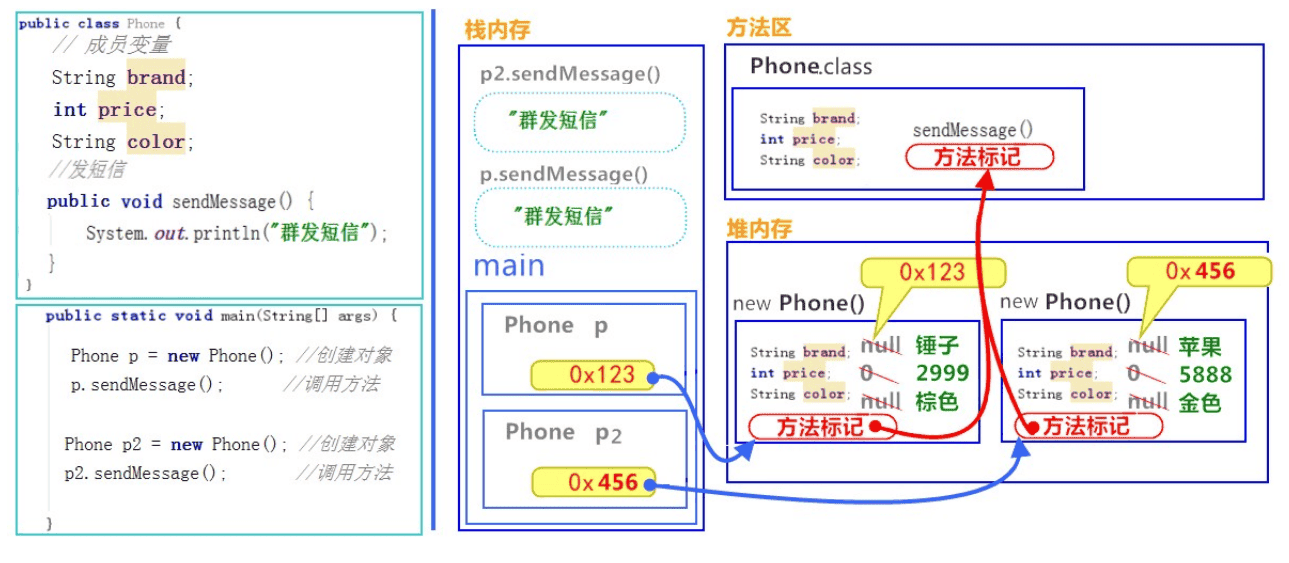 public class Phone {
// 成员变量
String brand;
int price;
String color;
//发短信
public void sendMessage() {
System.out.println("群发短信");
}
}
public static void main(String[] args) {
Phone p = new Phone(); //创建对象
p.sendMessage(); //调用方法
Phone p2 = new Phone(); //创建对象
p2.sendMessage(); //调用方法
}
栈内存
p2.sendMessage()
"群发短信"
p.sendMessage()
"群发短信"
main
Phone p
0x123
Phone p2
0x456
方法区
Phone.class
String brand;
int price;
String color;
sendMessage()
方法标记
堆内存
0x123
new Phone()
String brand; null 锤子
int price; 0 2999
String color; null 棕色
方法标记
0x456
new Phone()
String brand; null 苹果
int price; 0 5888
String color; null 金色
方法标记